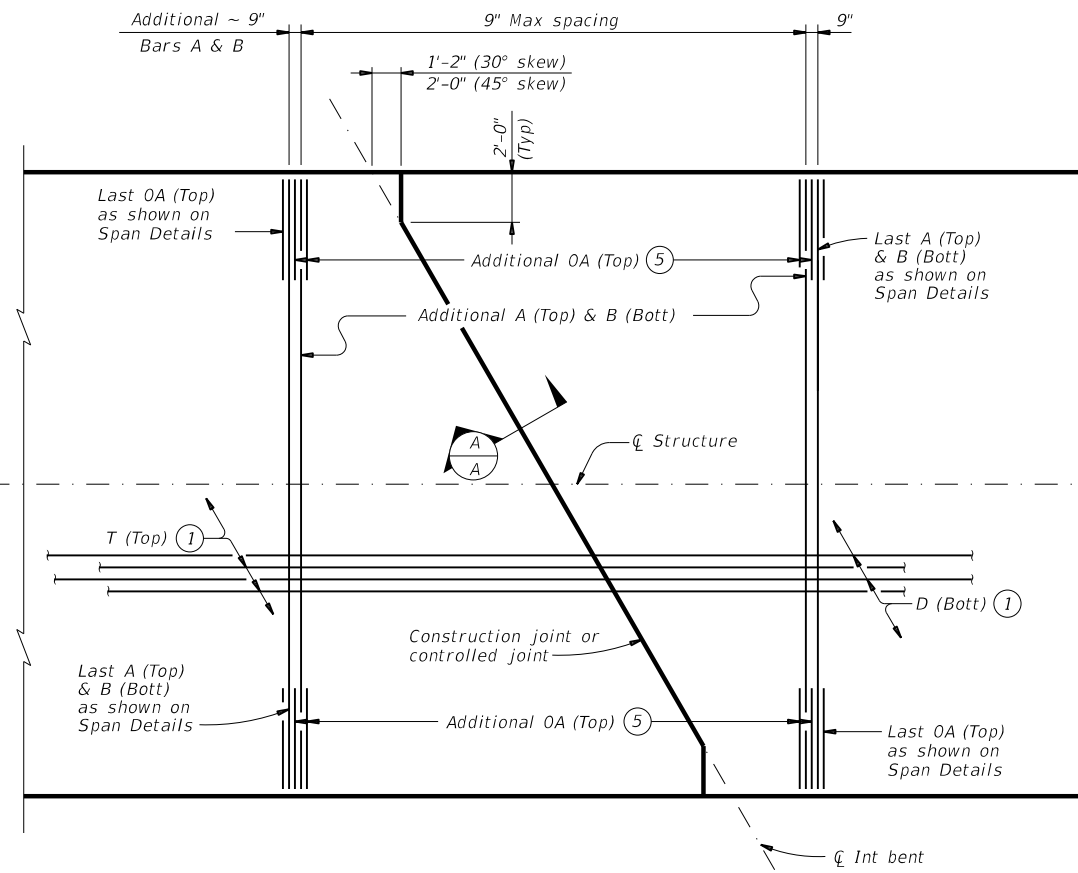 Additional ~ 9"
Bars A & B
9" Max spacing
9"
1'-2" (30° skew)
2'-0" (45° skew)
2'-0"
(Typ)
Last OA (Top)
as shown on
Span Details
Additional OA (Top) 5
Last A (Top)
& B (Bott)
as shown on
Span Details
Additional A (Top) & B (Bott)
A
A
℄ Structure
T (Top) 1
D (Bott) 1
Construction joint or
controlled joint
Last A (Top)
& B (Bott)
as shown on
Span Details
Additional OA (Top) 5
Last OA (Top)
as shown on
Span Details
℄ Int bent